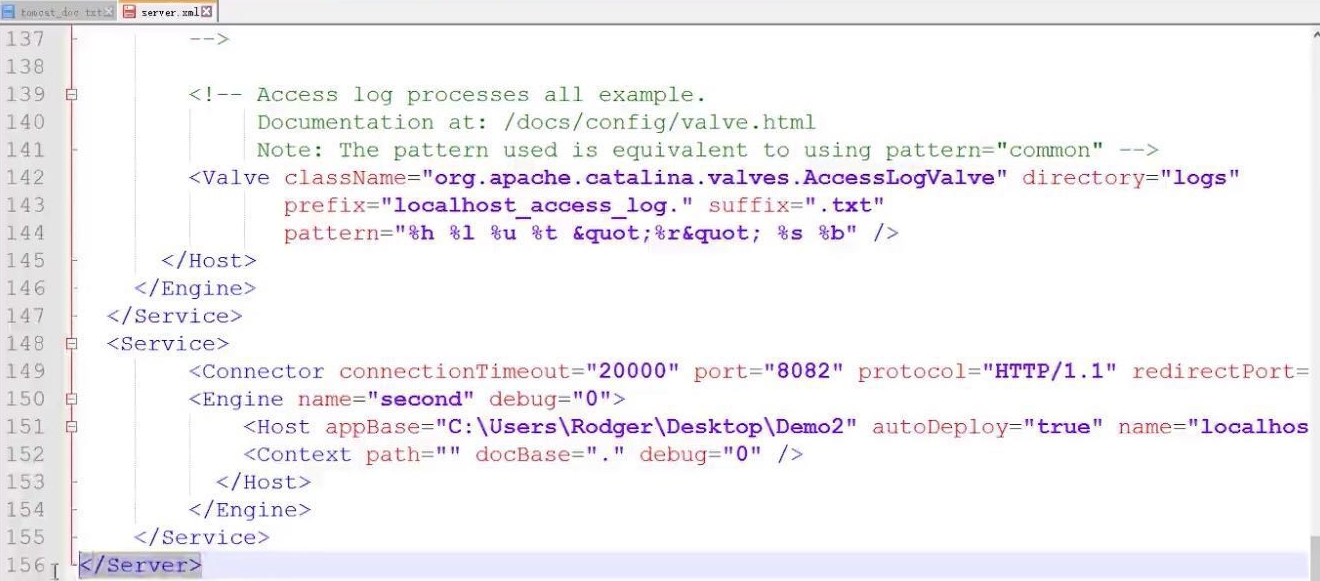 tomcat_doc.txt server.xml
137 -->
138
139 <!-- Access log processes all example.
140 Documentation at: /docs/config/valve.html
141 Note: The pattern used is equivalent to using pattern="common" -->
142 <Valve className="org.apache.catalina.valves.AccessLogValve" directory="logs"
143 prefix="localhost_access_log." suffix=".txt"
144 pattern="%h %l %u %t &quot;%r&quot; %s %b" />
145 </Host>
146 </Engine>
147 </Service>
148 <Service>
149 <Connector connectionTimeout="20000" port="8082" protocol="HTTP/1.1" redirectPort=
150 <Engine name="second" debug="0">
151 <Host appBase="C:\Users\Rodger\Desktop\Demo2" autoDeploy="true" name="localhos
152 <Context path="" docBase="." debug="0" />
153 </Host>
154 </Engine>
155 </Service>
156 </Server>